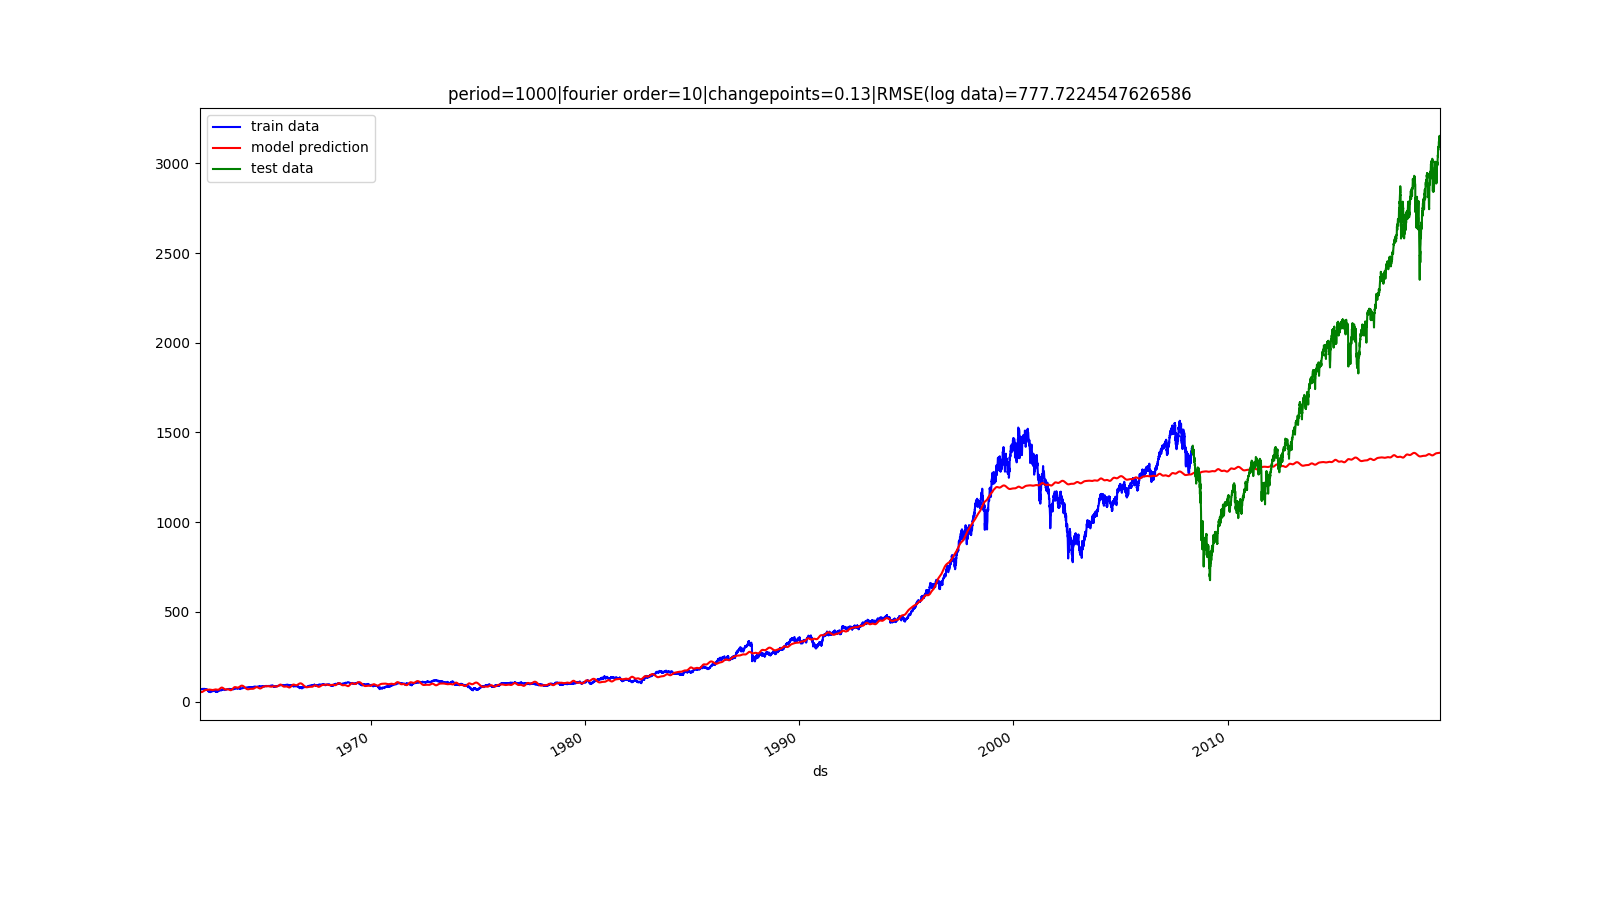 period=1000|fourier order=10|changepoints=0.13|RMSE(log data)=777.7224547626586
train data
model prediction
test data
3000
2500
2000
1500
1000
500
0
1970
1980
1990
2000
2010
ds